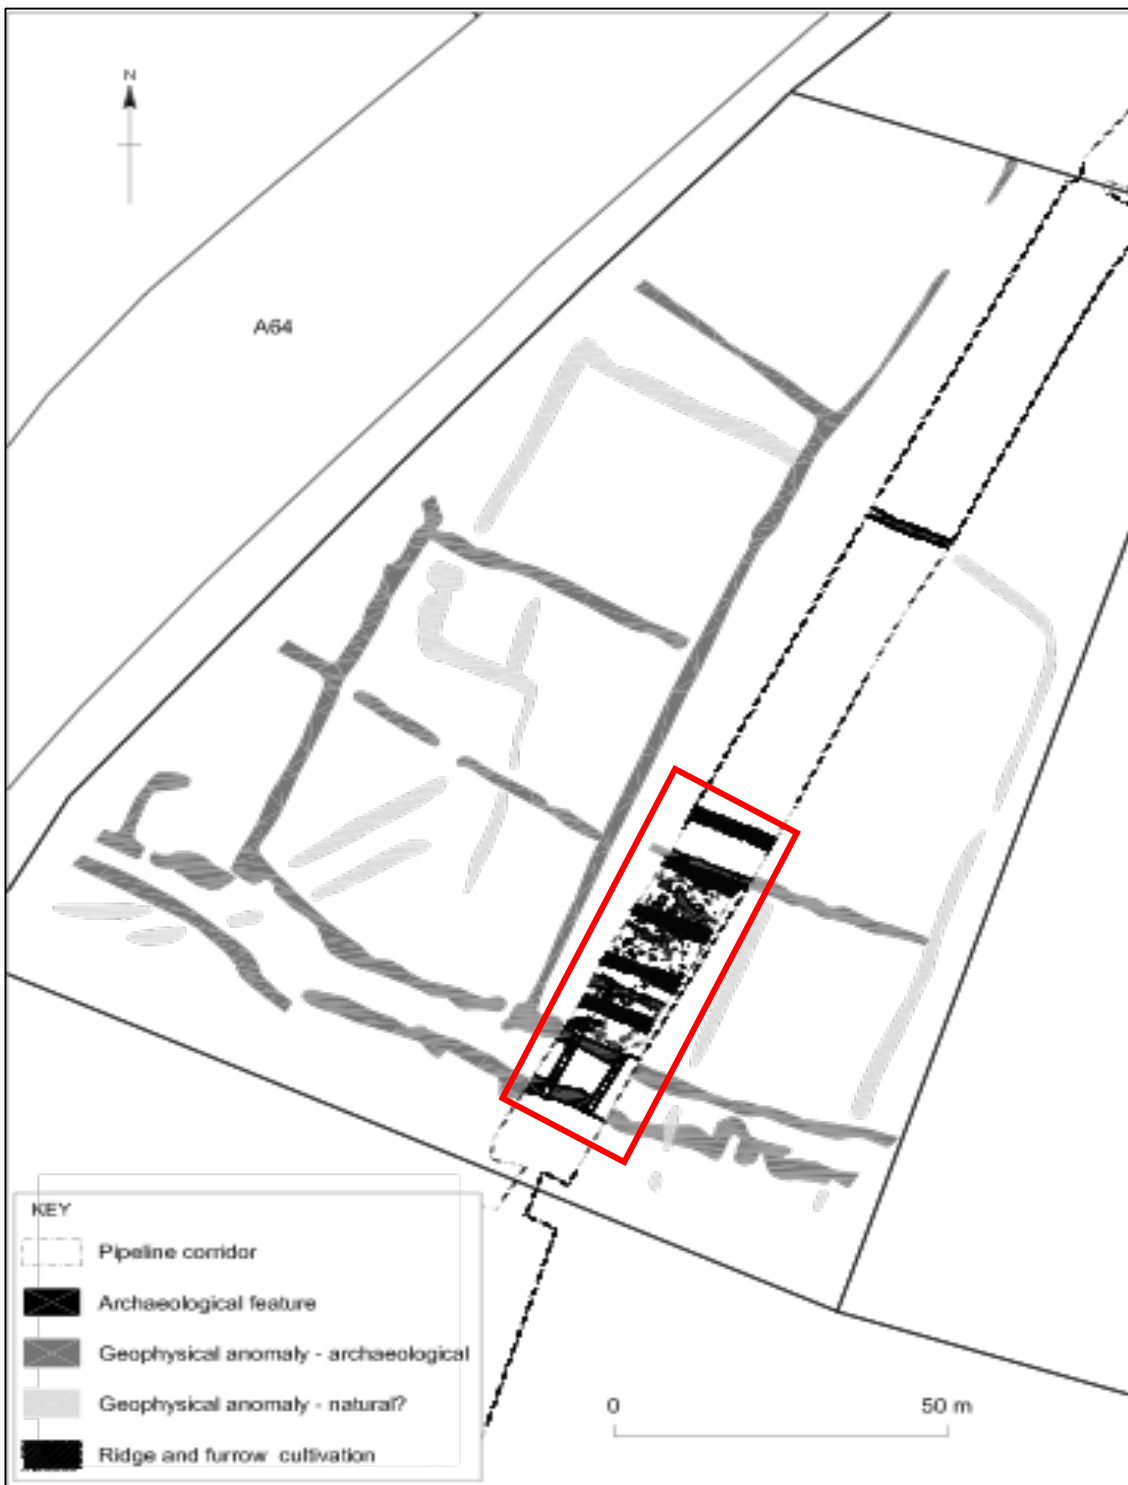 N
A64
KEY
Pipeline corridor
Archaeological feature
Geophysical anomaly - archaeological
Geophysical anomaly - natural?
Ridge and furrow cultivation
0 50 m